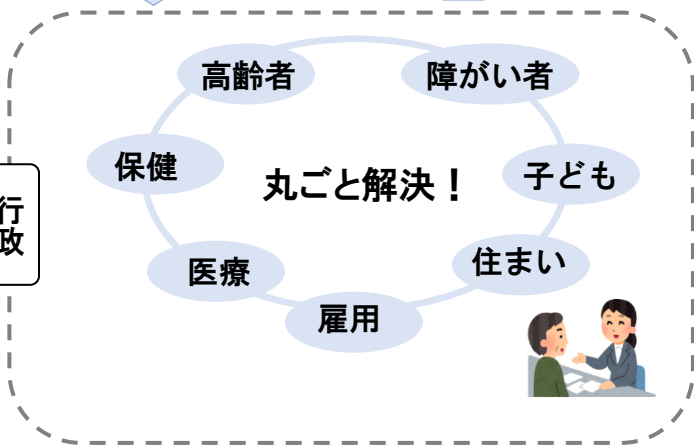 高齢者
障がい者
保健
丸ごと解決！
子ども
行政
医療
住まい
雇用